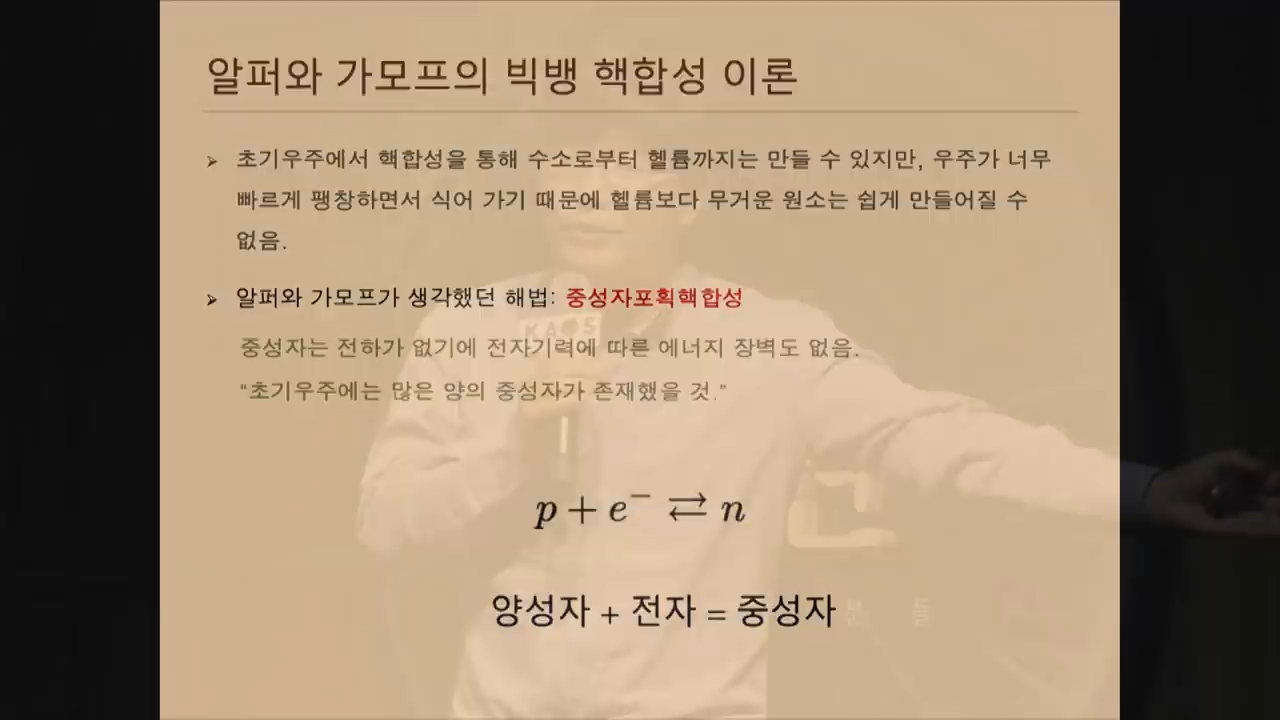 알퍼와 가모프의 빅뱅 핵합성 이론
➢ 초기우주에서 핵합성을 통해 수소로부터 헬륨까지는 만들 수 있지만, 우주가 너무
빠르게 팽창하면서 식어 가기 때문에 헬륨보다 무거운 원소는 쉽게 만들어질 수
없음.
➢ 알퍼와 가모프가 생각했던 해법: 중성자포획핵합성
KAOS
중성자는 전하가 없기에 전자기력에 따른 에너지 장벽도 없음.
“초기우주에는 많은 양의 중성자가 존재했을 것.”
p + e⁻ ⇄ n
양성자 + 전자 = 중성자
들